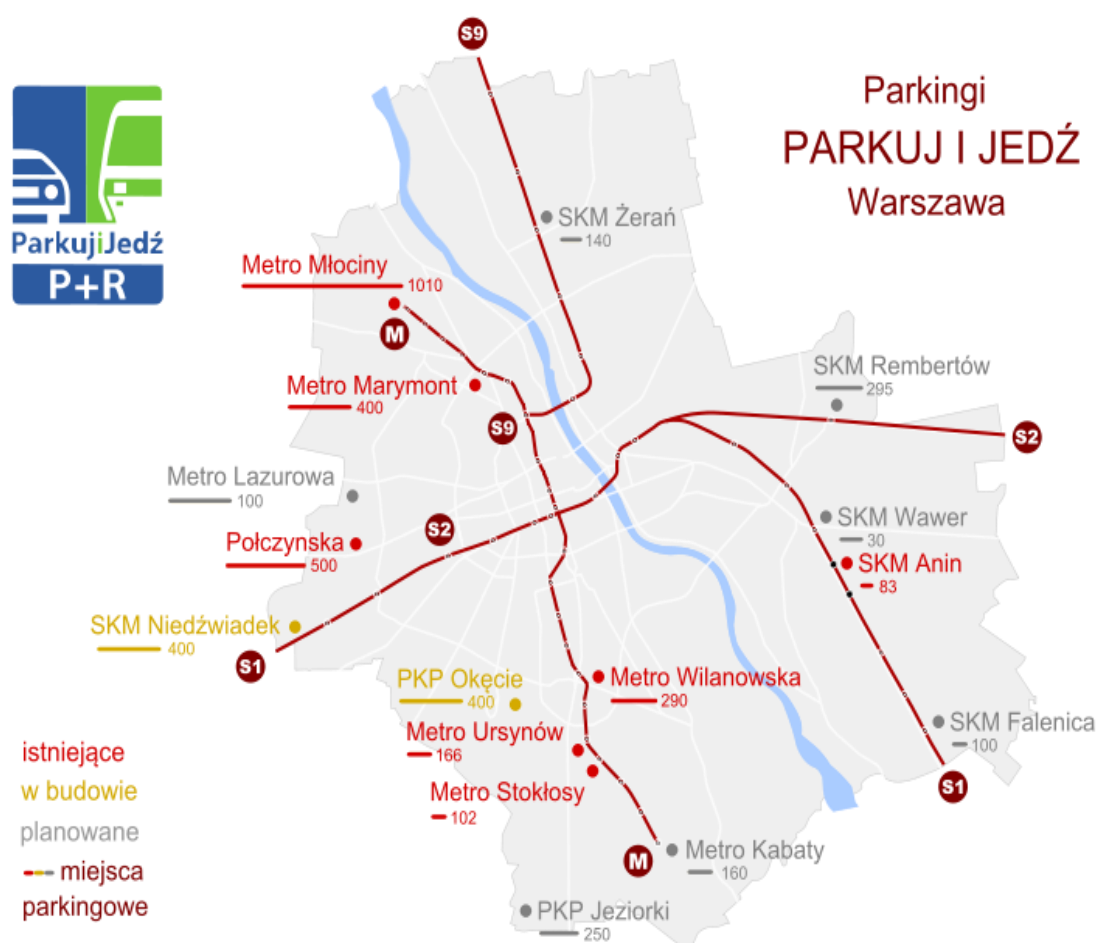 S9
Parkingi
PARKUJ I JEDŹ
Warszawa
ParkujiJedź
P+R
SKM Żerań
140
Metro Młociny
1010
M
Metro Marymont
400
S9
SKM Rembertów
295
S2
Metro Lazurowa
100
S2
SKM Wawer
30
Połczynska
500
SKM Anin
83
SKM Niedźwiadek
400
S1
PKP Okęcie
400
Metro Wilanowska
290
Metro Ursynów
166
SKM Falenica
100
Metro Stokłosy
102
S1
Metro Kabaty
160
M
PKP Jeziorki
250
istniejące
w budowie
planowane
miejsca
parkingowe